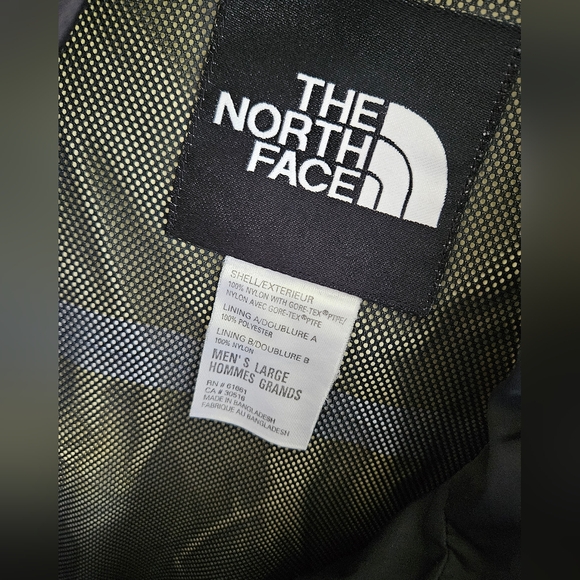 THE
NORTH
FACE
SHELL/EXTERIEUR
100% NYLON WITH GORE-TEX®PTFE/
NYLON AVEC GORE-TEX®PTFE
LINING A/DOUBLURE A
100% POLYESTER
LINING B/DOUBLURE B
100% NYLON
MEN'S LARGE
HOMMES GRANDS
RN # 61661
CA # 30516
MADE IN BANGLADESH
FABRIQUE AU BANGLADESH